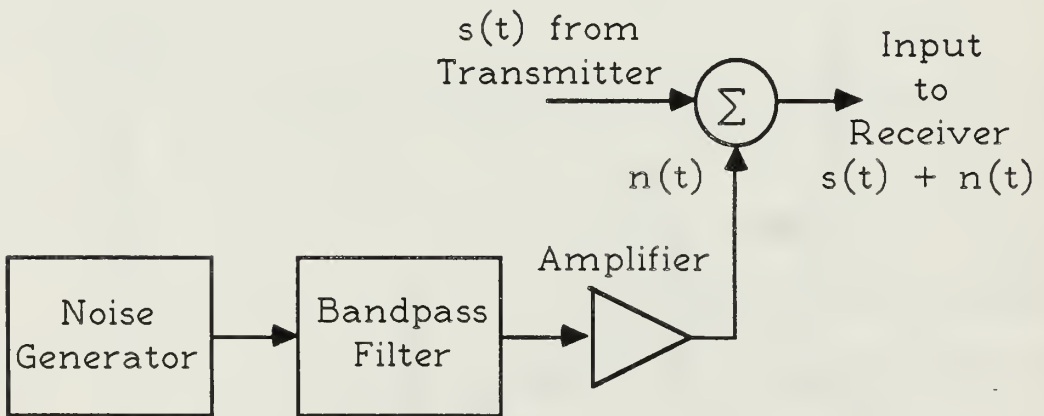 s(t) from
Transmitter
Σ
Input
to
Receiver
s(t) + n(t)
n(t)
Amplifier
Noise
Generator
Bandpass
Filter